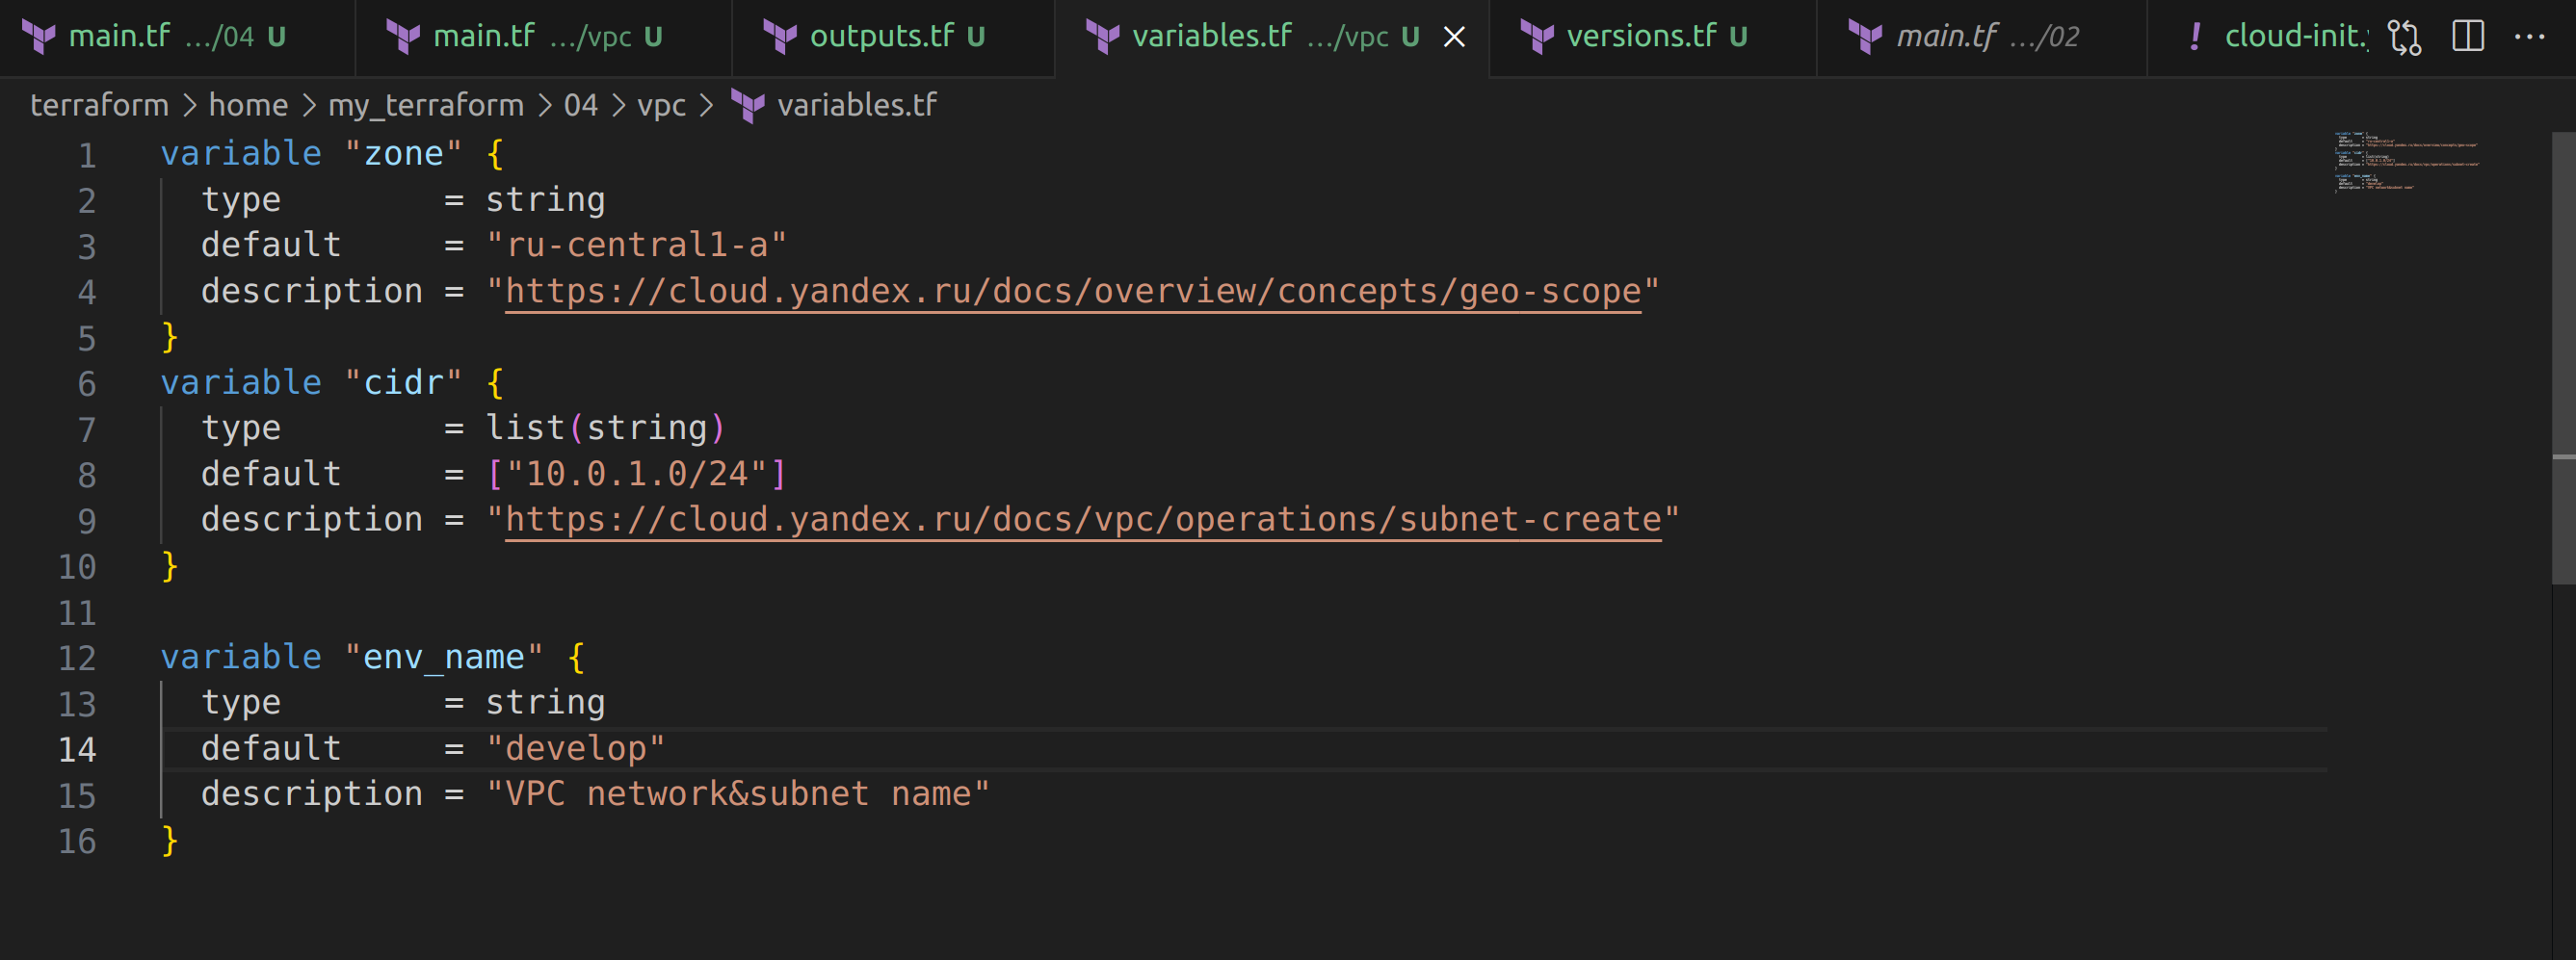 main.tf …/04 U main.tf …/vpc U outputs.tf U variables.tf …/vpc U versions.tf U main.tf …/02 ! cloud-init.
terraform > home > my_terraform > 04 > vpc > variables.tf
1 variable "zone" {
2 type = string
3 default = "ru-central1-a"
4 description = "https://cloud.yandex.ru/docs/overview/concepts/geo-scope"
5 }
6 variable "cidr" {
7 type = list(string)
8 default = ["10.0.1.0/24"]
9 description = "https://cloud.yandex.ru/docs/vpc/operations/subnet-create"
10 }
11
12 variable "env_name" {
13 type = string
14 default = "develop"
15 description = "VPC network&subnet name"
16 }